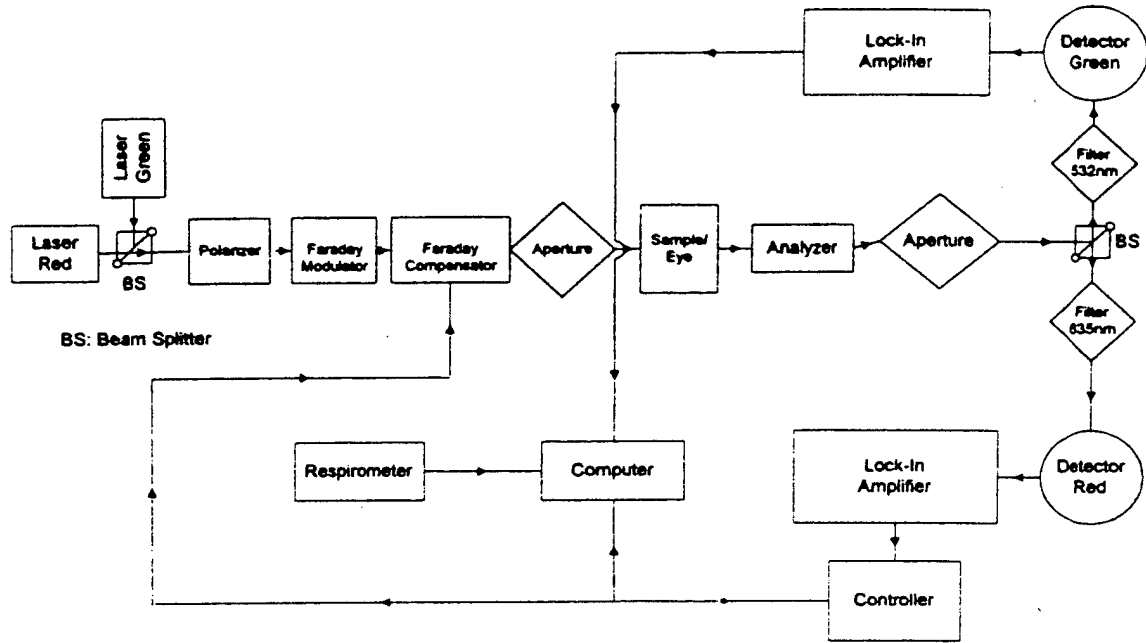 Lock-In
Amplifier
Detector
Green
Laser
Green
Filter
532nm
Laser
Red
BS
Polarizer
Faraday
Modulator
Faraday
Compensator
Aperture
Sample/
Eye
Analyzer
Aperture
BS
Filter
635nm
BS: Beam Splitter
Respirometer
Computer
Lock-In
Amplifier
Detector
Red
Controller